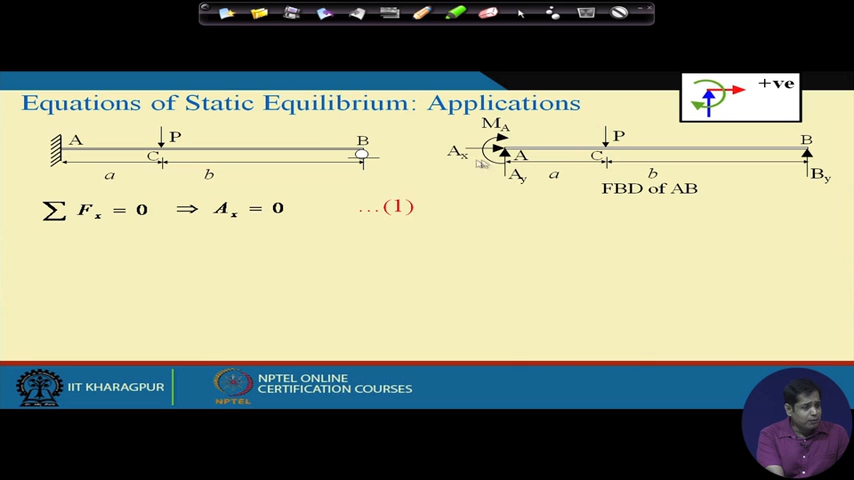 +ve
Equations of Static Equilibrium: Applications
A P B
C
a b
M_A
A_x A P B
C
A_y a b B_y
FBD of AB
∑ F_x = 0 ⇒ A_x = 0 ...(1)
IIT KHARAGPUR
NPTEL
NPTEL ONLINE
CERTIFICATION COURSES